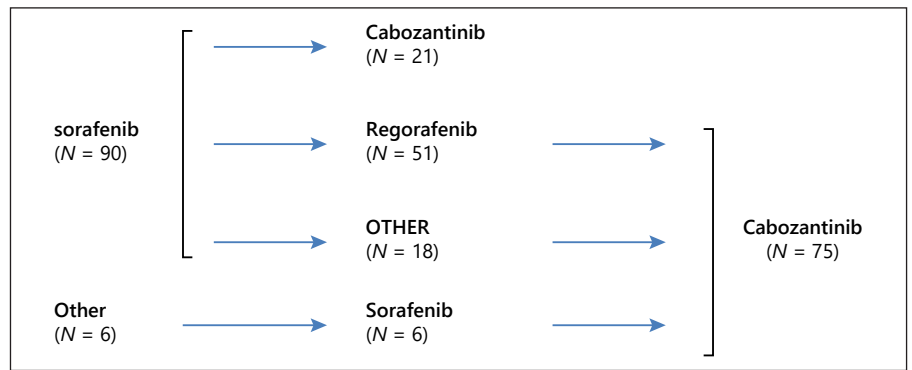 Cabozantinib
(N = 21)
sorafenib
(N = 90)
Regorafenib
(N = 51)
OTHER
(N = 18)
Cabozantinib
(N = 75)
Other
(N = 6)
Sorafenib
(N = 6)